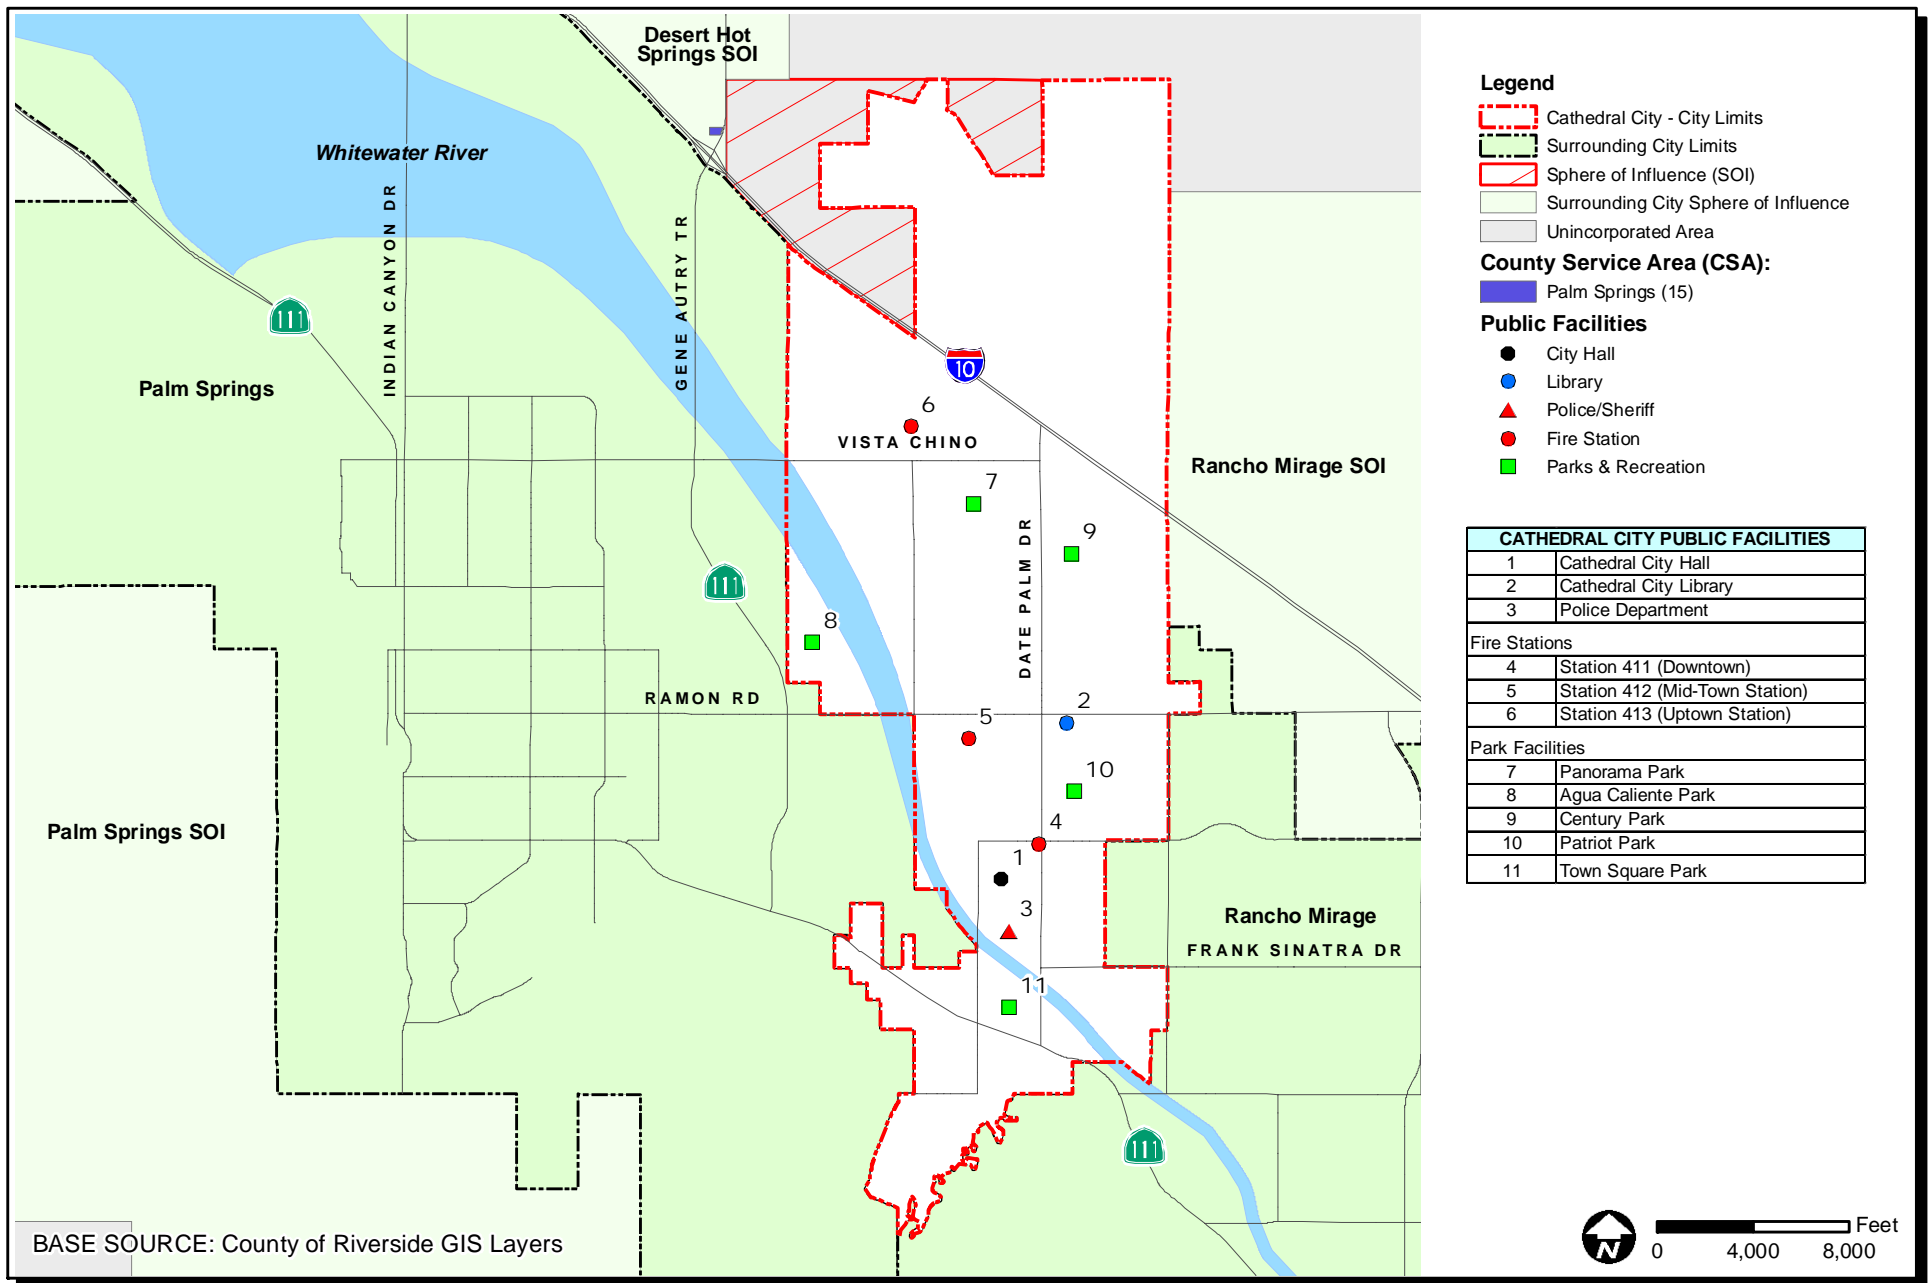 Desert Hot
Springs SOI
Whitewater River
INDIAN CANYON DR
GENE AUTRY TR
111
10
Palm Springs
6
VISTA CHINO
7
Rancho Mirage SOI
9
DATE PALM DR
111
8
RAMON RD
2
5
10
4
Palm Springs SOI
1
3
Rancho Mirage
FRANK SINATRA DR
11
111
BASE SOURCE: County of Riverside GIS Layers
Legend
Cathedral City - City Limits
Surrounding City Limits
Sphere of Influence (SOI)
Surrounding City Sphere of Influence
Unincorporated Area
County Service Area (CSA):
Palm Springs (15)
Public Facilities
City Hall
Library
Police/Sheriff
Fire Station
Parks & Recreation
CATHEDRAL CITY PUBLIC FACILITIES
1 Cathedral City Hall
2 Cathedral City Library
3 Police Department
Fire Stations
4 Station 411 (Downtown)
5 Station 412 (Mid-Town Station)
6 Station 413 (Uptown Station)
Park Facilities
7 Panorama Park
8 Agua Caliente Park
9 Century Park
10 Patriot Park
11 Town Square Park
N
Feet
0 4,000 8,000